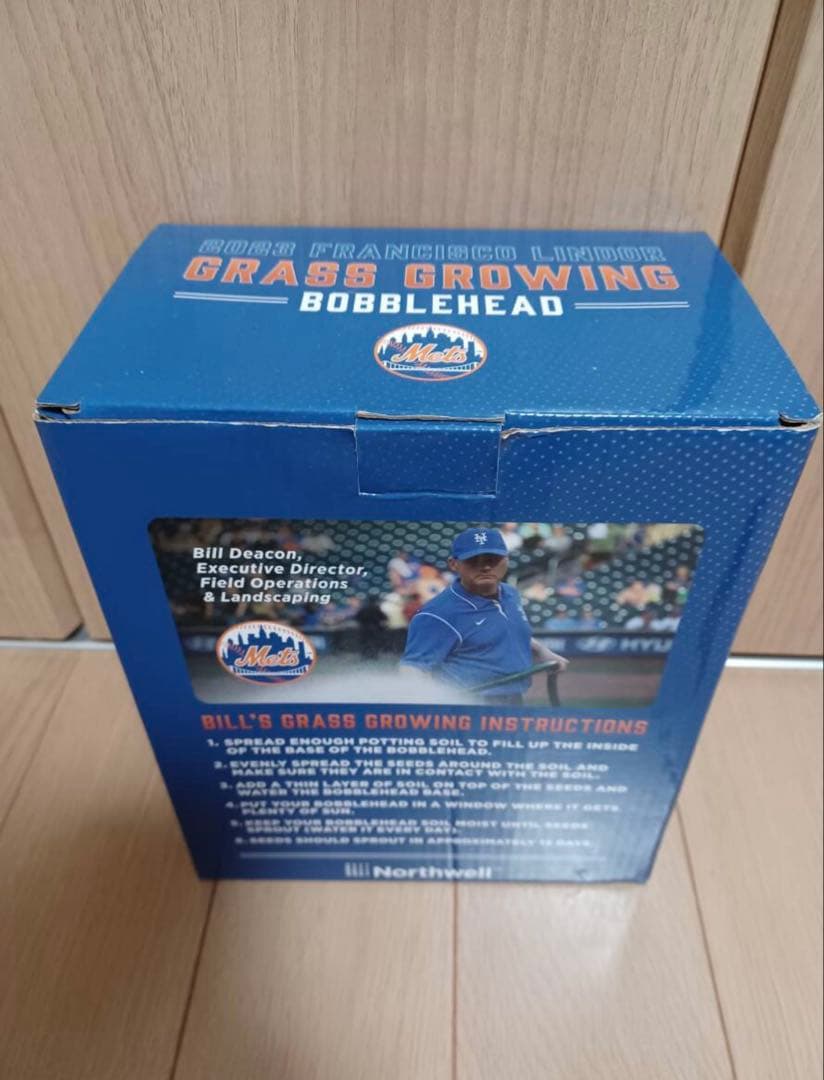 2023 FRANCISCO LINDOR
GRASS GROWING
BOBBLEHEAD
Mets
Bill Deacon,
Executive Director,
Field Operations
& Landscaping
NY
Mets
HYU
BILL'S GRASS GROWING INSTRUCTIONS
1. SPREAD ENOUGH POTTING SOIL TO FILL UP THE INSIDE
OF THE BASE OF THE BOBBLEHEAD.
2. EVENLY SPREAD THE SEEDS AROUND THE SOIL AND
MAKE SURE THEY ARE IN CONTACT WITH THE SOIL.
3. ADD A THIN LAYER OF SOIL ON TOP OF THE SEEDS AND
WATER THE BOBBLEHEAD BASE.
4. PUT YOUR BOBBLEHEAD IN A WINDOW WHERE IT GETS
PLENTY OF SUN.
5. KEEP YOUR BOBBLEHEAD SOIL MOIST UNTIL SEEDS
SPROUT (WATER IT EVERY DAY).
6. SEEDS SHOULD SPROUT IN APPROXIMATELY DAYS.
Northwell